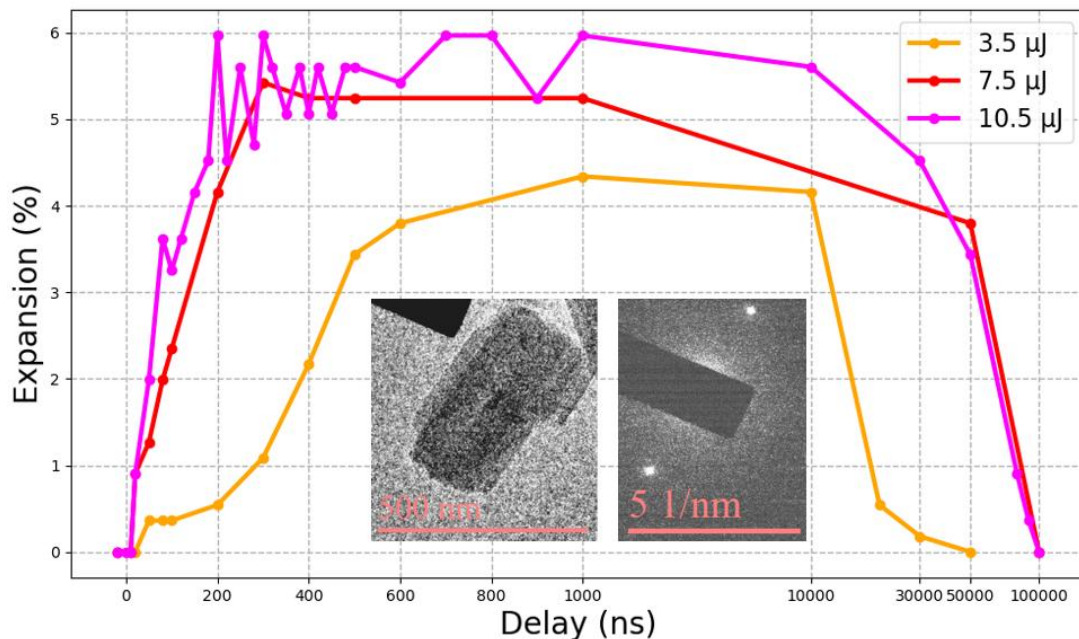 6
5
4
3
2
1
0
Expansion (%)
3.5 µJ
7.5 µJ
10.5 µJ
500 nm
5 1/nm
0 200 400 600 800 1000 10000 30000 50000 100000
Delay (ns)